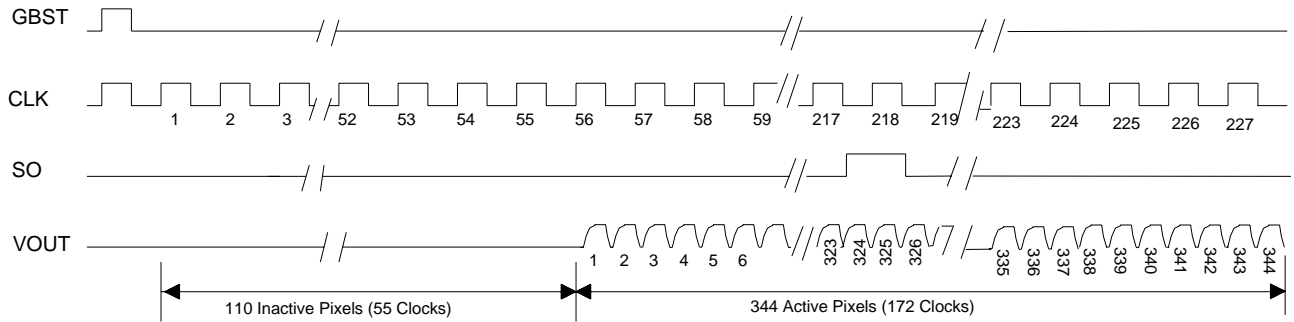 GBST
CLK
1 2 3 52 53 54 55 56 57 58 59 217 218 219 223 224 225 226 227
SO
VOUT
1 2 3 4 5 6 323 324 325 326 335 336 337 338 339 340 341 342 343 344
110 Inactive Pixels (55 Clocks) 344 Active Pixels (172 Clocks)